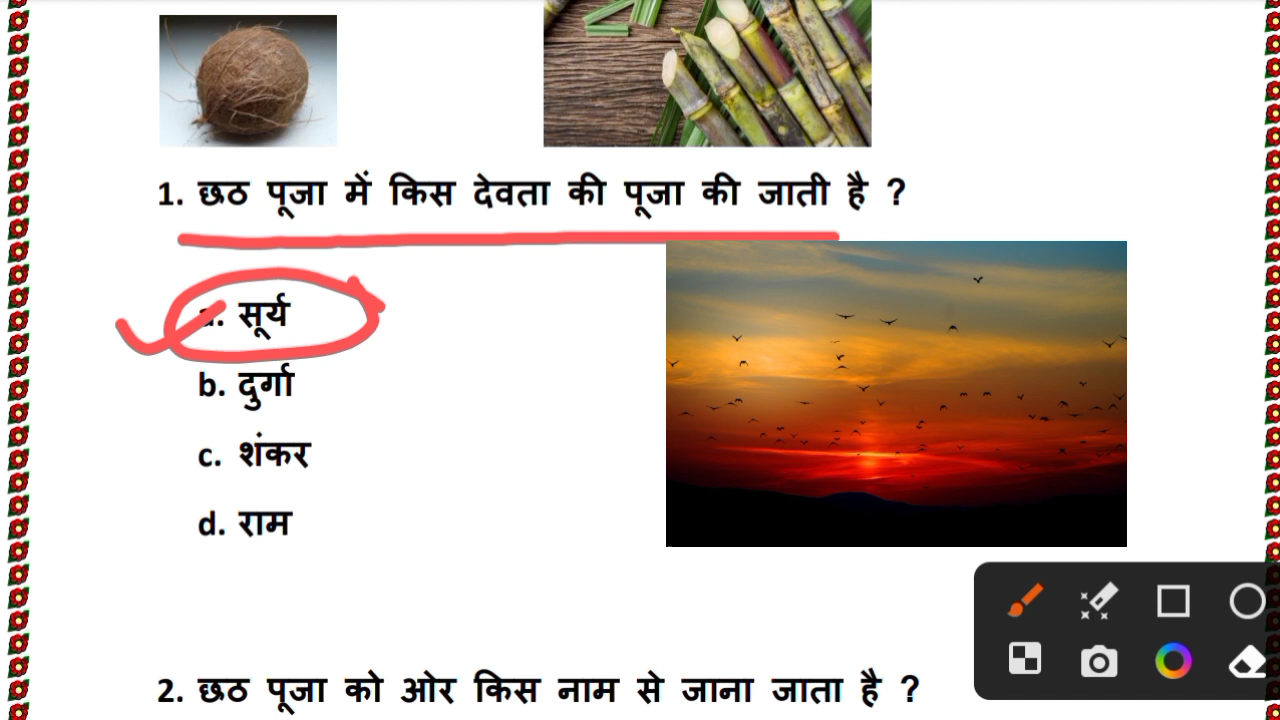 1. छठ पूजा में किस देवता की पूजा की जाती है ?
a. सूर्य
b. दुर्गा
c. शंकर
d. राम
2. छठ पूजा को ओर किस नाम से जाना जाता है ?